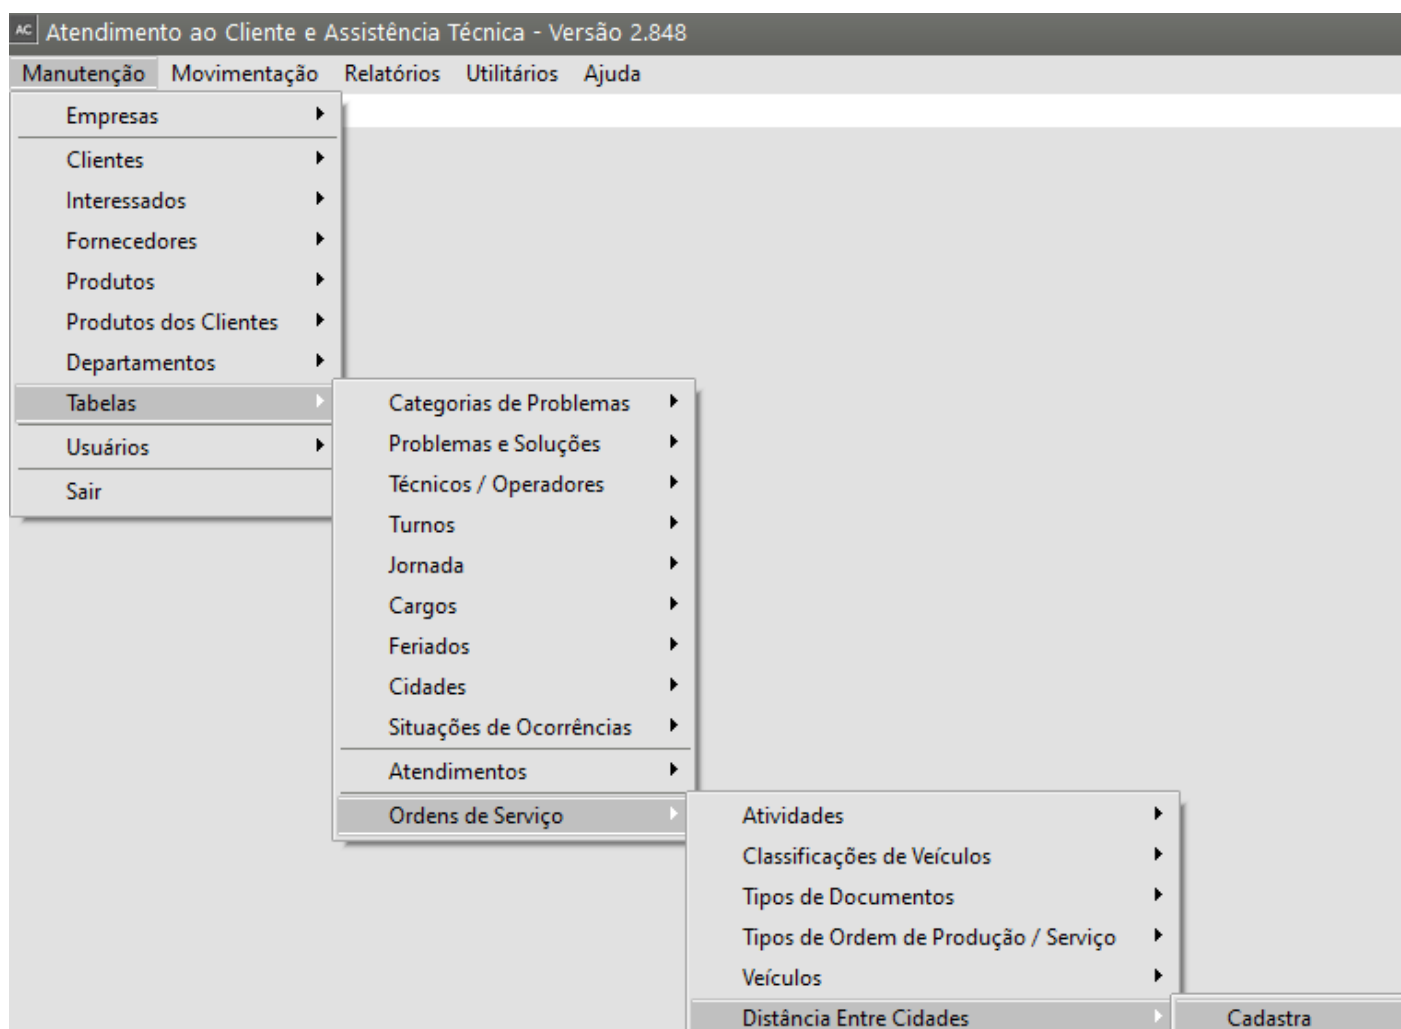 AC Atendimento ao Cliente e Assistência Técnica - Versão 2.848
Manutenção Movimentação Relatórios Utilitários Ajuda
Empresas
Clientes
Interessados
Fornecedores
Produtos
Produtos dos Clientes
Departamentos
Tabelas
Usuários
Sair
Categorias de Problemas
Problemas e Soluções
Técnicos / Operadores
Turnos
Jornada
Cargos
Feriados
Cidades
Situações de Ocorrências
Atendimentos
Ordens de Serviço
Atividades
Classificações de Veículos
Tipos de Documentos
Tipos de Ordem de Produção / Serviço
Veículos
Distância Entre Cidades
Cadastra